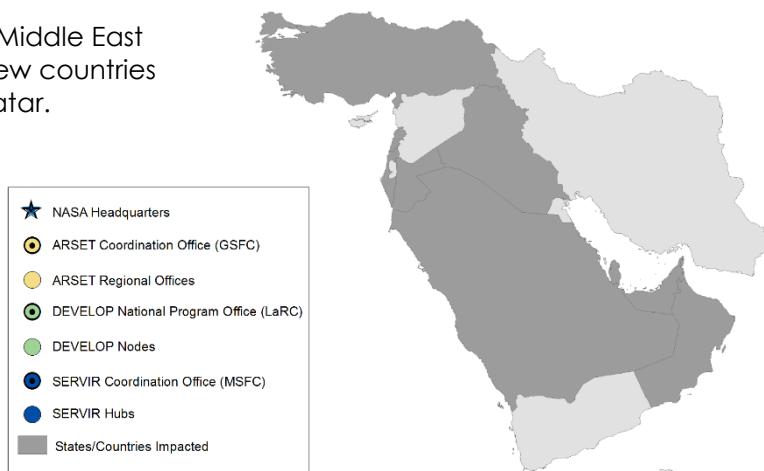 Middle East
ew countries
atar.
NASA Headquarters
ARSET Coordination Office (GSFC)
ARSET Regional Offices
DEVELOP National Program Office (LaRC)
DEVELOP Nodes
SERVIR Coordination Office (MSFC)
SERVIR Hubs
States/Countries Impacted